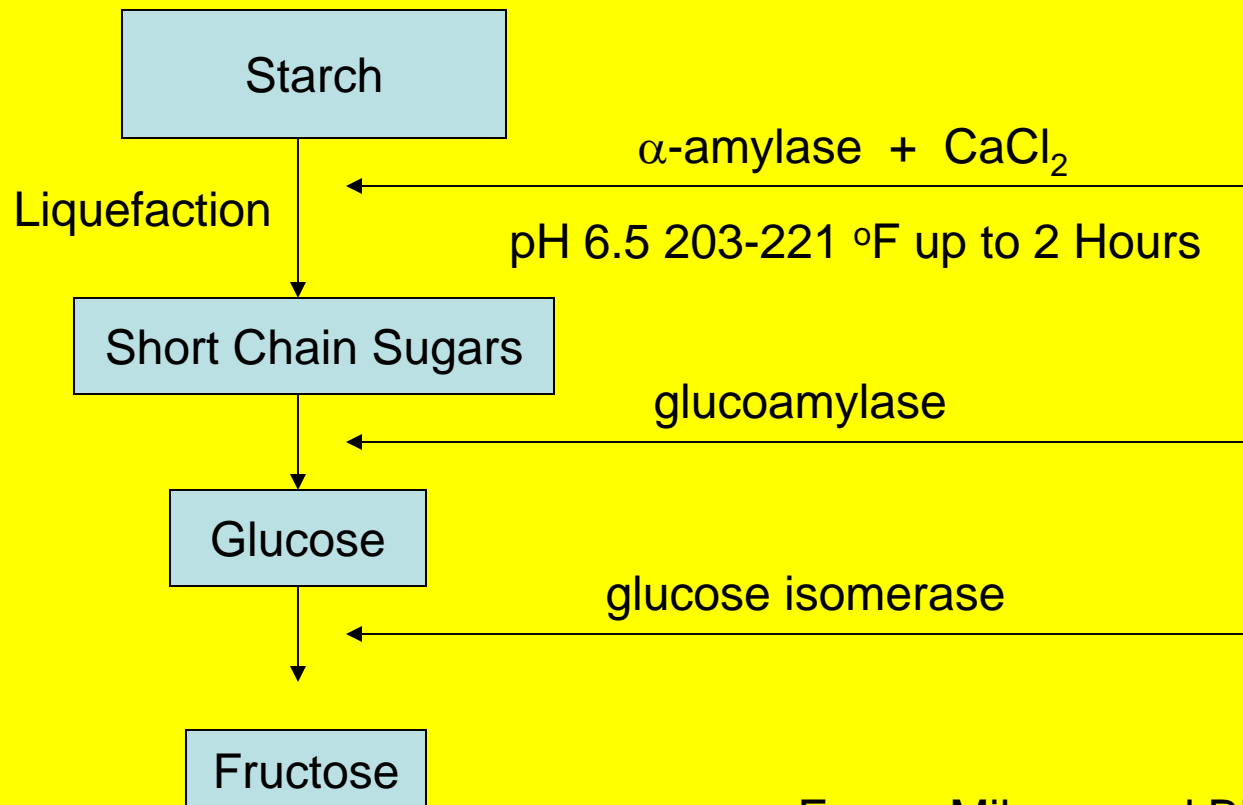 Starch
α-amylase + CaCl₂
Liquefaction
pH 6.5 203-221 ºF up to 2 Hours
Short Chain Sugars
glucoamylase
Glucose
glucose isomerase
Fructose